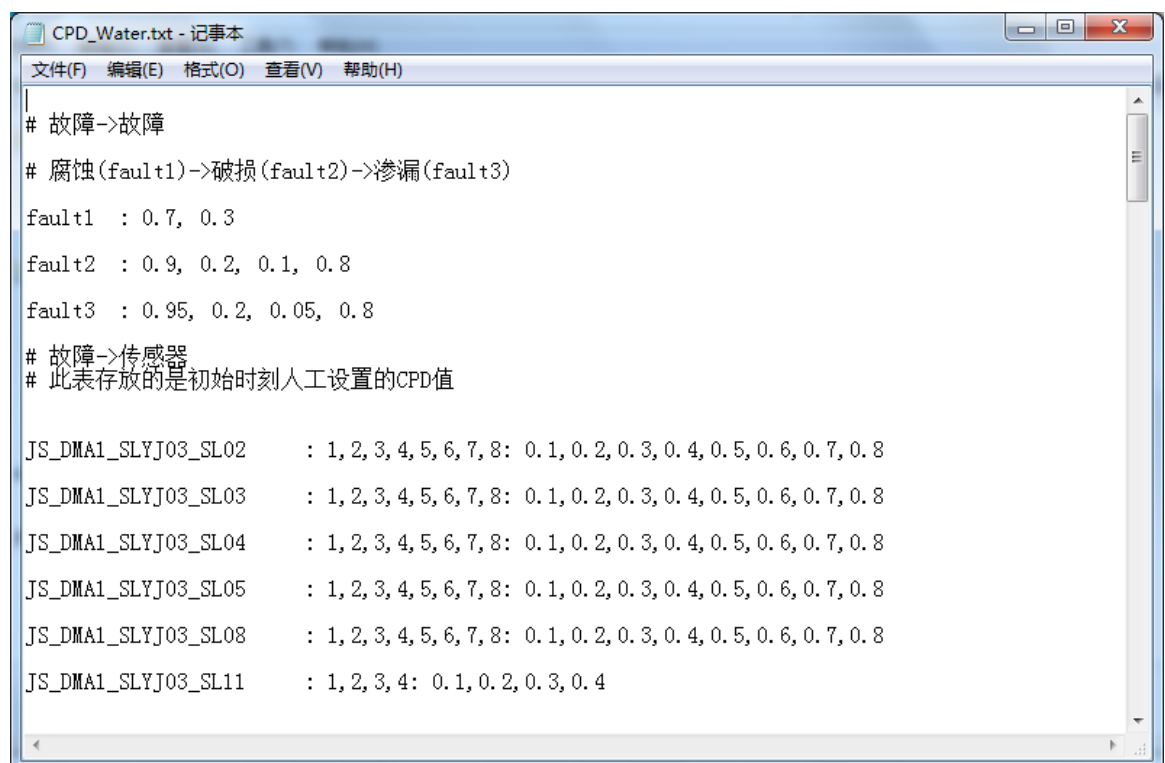 CPD_Water.txt - 记事本
文件(F) 编辑(E) 格式(O) 查看(V) 帮助(H)
# 故障->故障
# 腐蚀(fault1)->破损(fault2)->渗漏(fault3)
fault1 : 0.7, 0.3
fault2 : 0.9, 0.2, 0.1, 0.8
fault3 : 0.95, 0.2, 0.05, 0.8
# 故障->传感器
# 此表存放的是初始时刻人工设置的CPD值
JS_DMA1_SLYJ03_SL02 : 1,2,3,4,5,6,7,8: 0.1,0.2,0.3,0.4,0.5,0.6,0.7,0.8
JS_DMA1_SLYJ03_SL03 : 1,2,3,4,5,6,7,8: 0.1,0.2,0.3,0.4,0.5,0.6,0.7,0.8
JS_DMA1_SLYJ03_SL04 : 1,2,3,4,5,6,7,8: 0.1,0.2,0.3,0.4,0.5,0.6,0.7,0.8
JS_DMA1_SLYJ03_SL05 : 1,2,3,4,5,6,7,8: 0.1,0.2,0.3,0.4,0.5,0.6,0.7,0.8
JS_DMA1_SLYJ03_SL08 : 1,2,3,4,5,6,7,8: 0.1,0.2,0.3,0.4,0.5,0.6,0.7,0.8
JS_DMA1_SLYJ03_SL11 : 1,2,3,4: 0.1,0.2,0.3,0.4